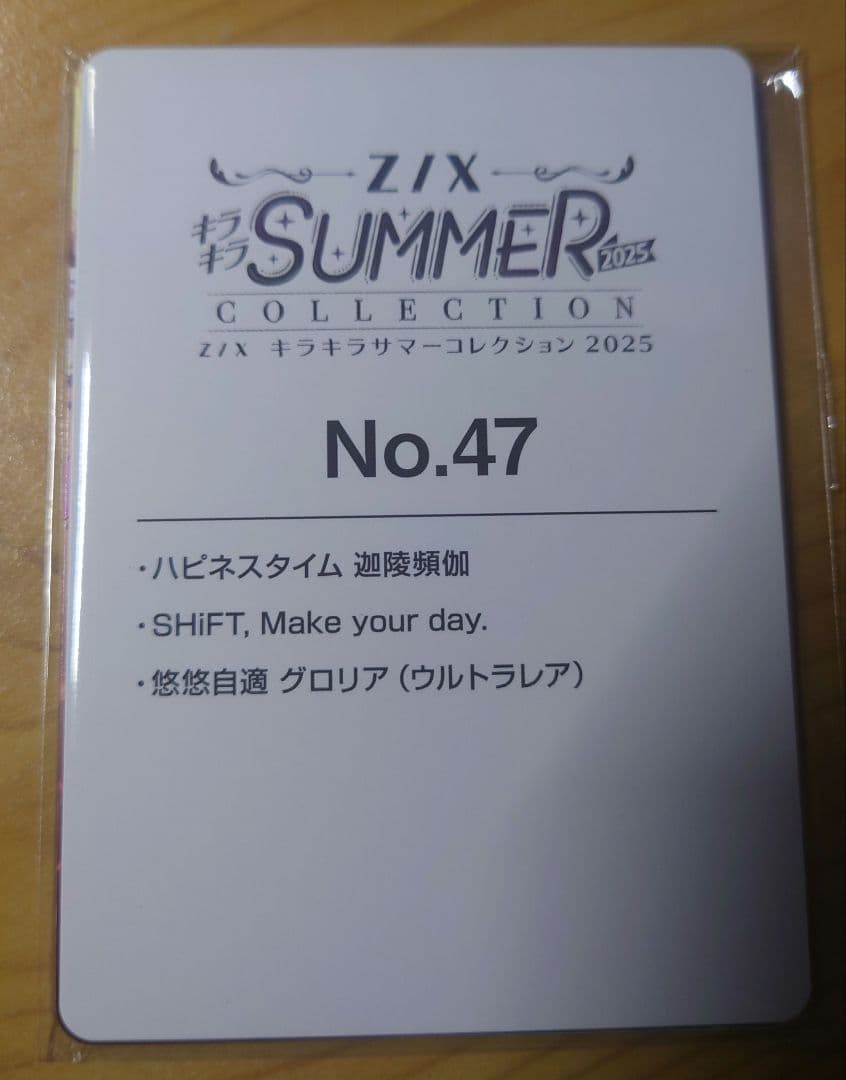 Z/X
キラキラ SUMMER 2025
COLLECTION
Z/X キラキラサマーコレクション 2025
No.47
・ハピネスタイム 迦陵頻伽
・SHiFT, Make your day.
・悠悠自適 グロリア（ウルトラレア）